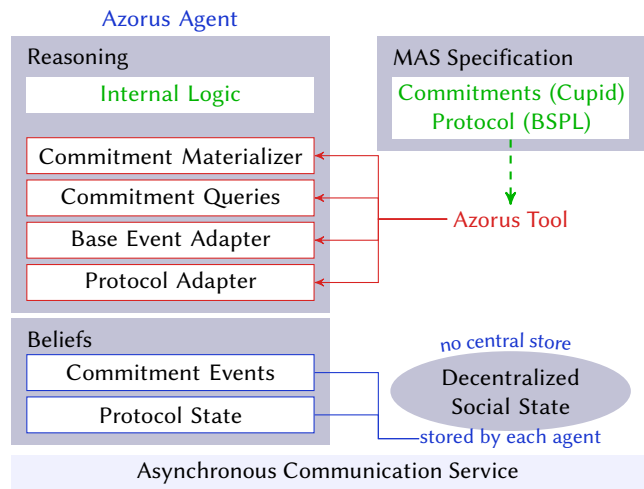 Azorus Agent
Reasoning
Internal Logic
Commitment Materializer
Commitment Queries
Base Event Adapter
Protocol Adapter
MAS Specification
Commitments (Cupid)
Protocol (BSPL)
Azorus Tool
Beliefs
Commitment Events
Protocol State
no central store
Decentralized
Social State
stored by each agent
Asynchronous Communication Service